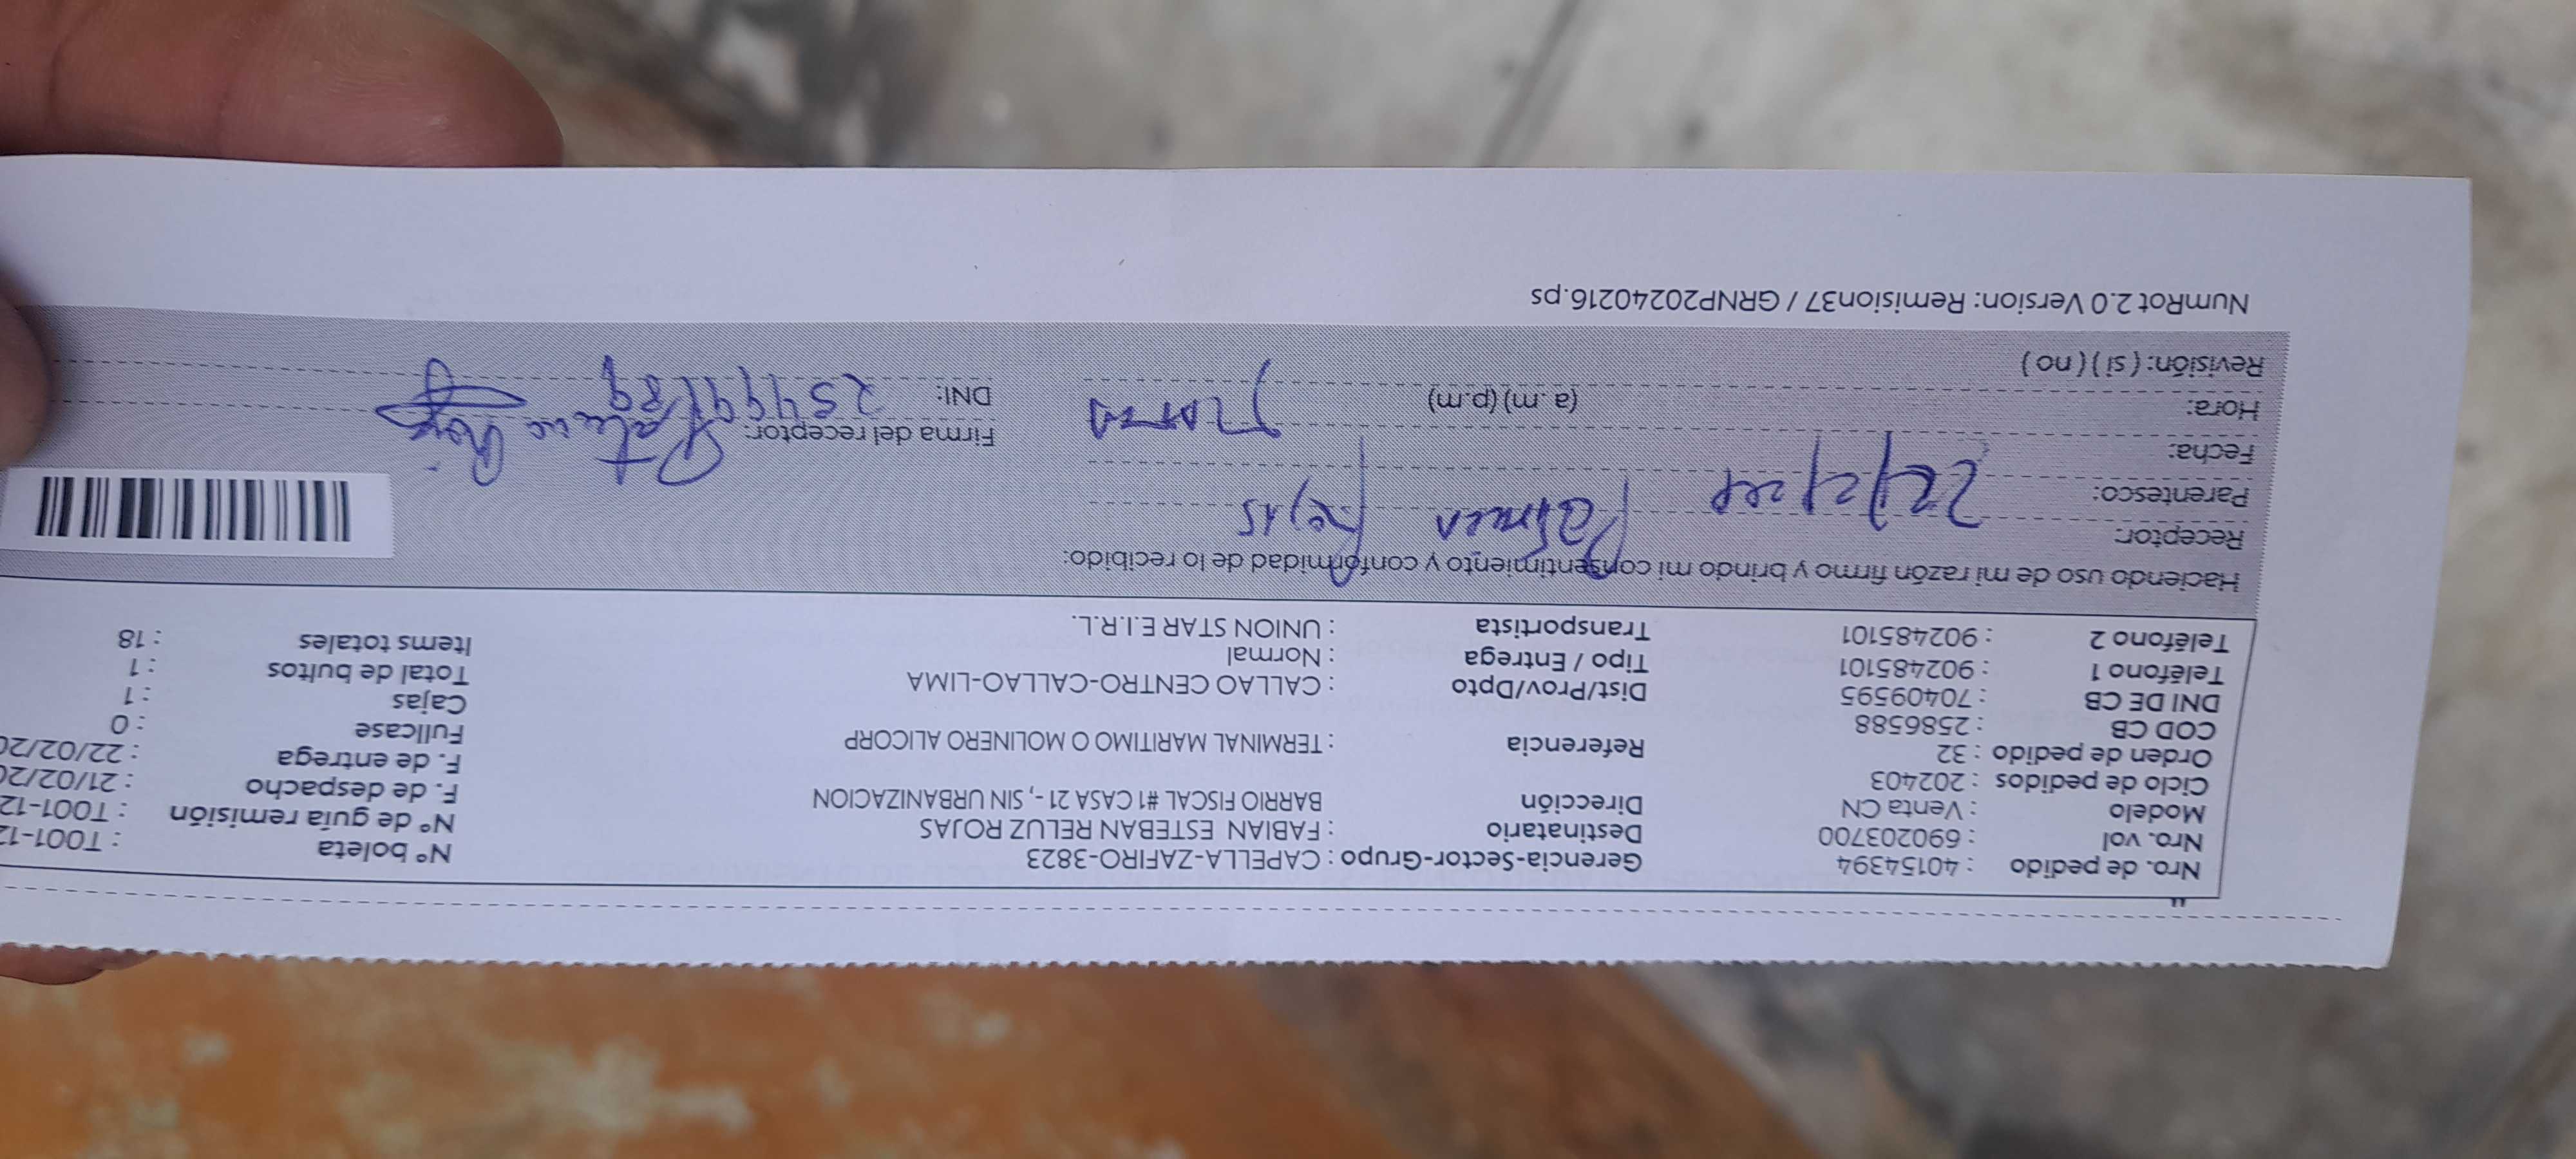 Nro. de pedido : 40154394 Gerencia-Sector-Grupo : CAPELLA-ZAFIRO-3823 N° boleta : T001-12
Nro. vol : 690203700 Destinatario : FABIAN ESTEBAN RELUZ ROJAS N° de guía remisión : T001-12
Modelo : Venta CN Dirección BARRIO FISCAL #1 CASA 21 -, SIN URBANIZACION F. de despacho : 21/02/20
Ciclo de pedidos : 202403 F. de entrega : 22/02/20
Orden de pedido : 32 Referencia : TERMINAL MARITIMO O MOLINERO ALICORP Fullcase : 0
COD CB : 2586588 Cajas : 1
DNI DE CB : 70409595 Dist/Prov/Dpto : CALLAO CENTRO-CALLAO-LIMA Total de bultos : 1
Teléfono 1 : 902485101 Tipo / Entrega : Normal Items totales : 18
Teléfono 2 : 902485101 Transportista : UNION STAR E.I.R.L.
Haciendo uso de mi razón firmo y brindo mi consentimiento y conformidad de lo recibido:
Receptor: Rojas
Parentesco:
Fecha: Firma del receptor:
Hora: (a .m) (p.m) DNI:
Revisión: ( si ) ( no )
NumRot 2.0 Version: Remision37 / GRNP20240216.ps